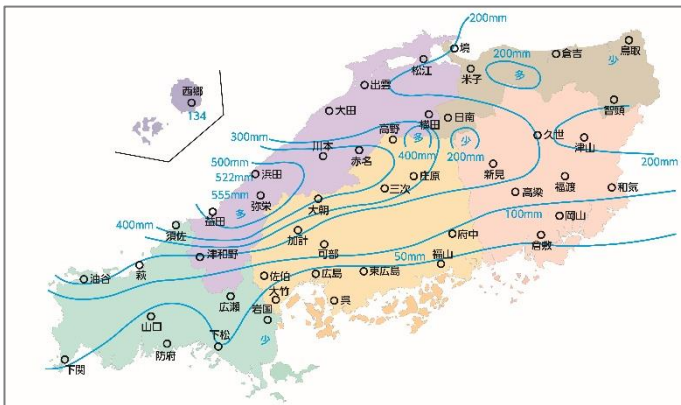 200mm
境
鳥取
倉吉
200mm
少
松江
多
米子
西郷
134
出雲
智頭
大田
横田
日南
高野
久世
津山
300mm
多
少
川本
赤名
400mm
200mm
200mm
500mm
浜田
庄原
新見
522mm
三次
福渡
和気
555mm
弥栄
高梁
多
大朝
100mm
益田
岡山
400mm
須佐
加計
府中
倉敷
津和野
可部
50mm
福山
萩
佐伯
広島
東広島
油谷
大竹
広瀬
呉
岩国
山口
下松
少
防府
下関